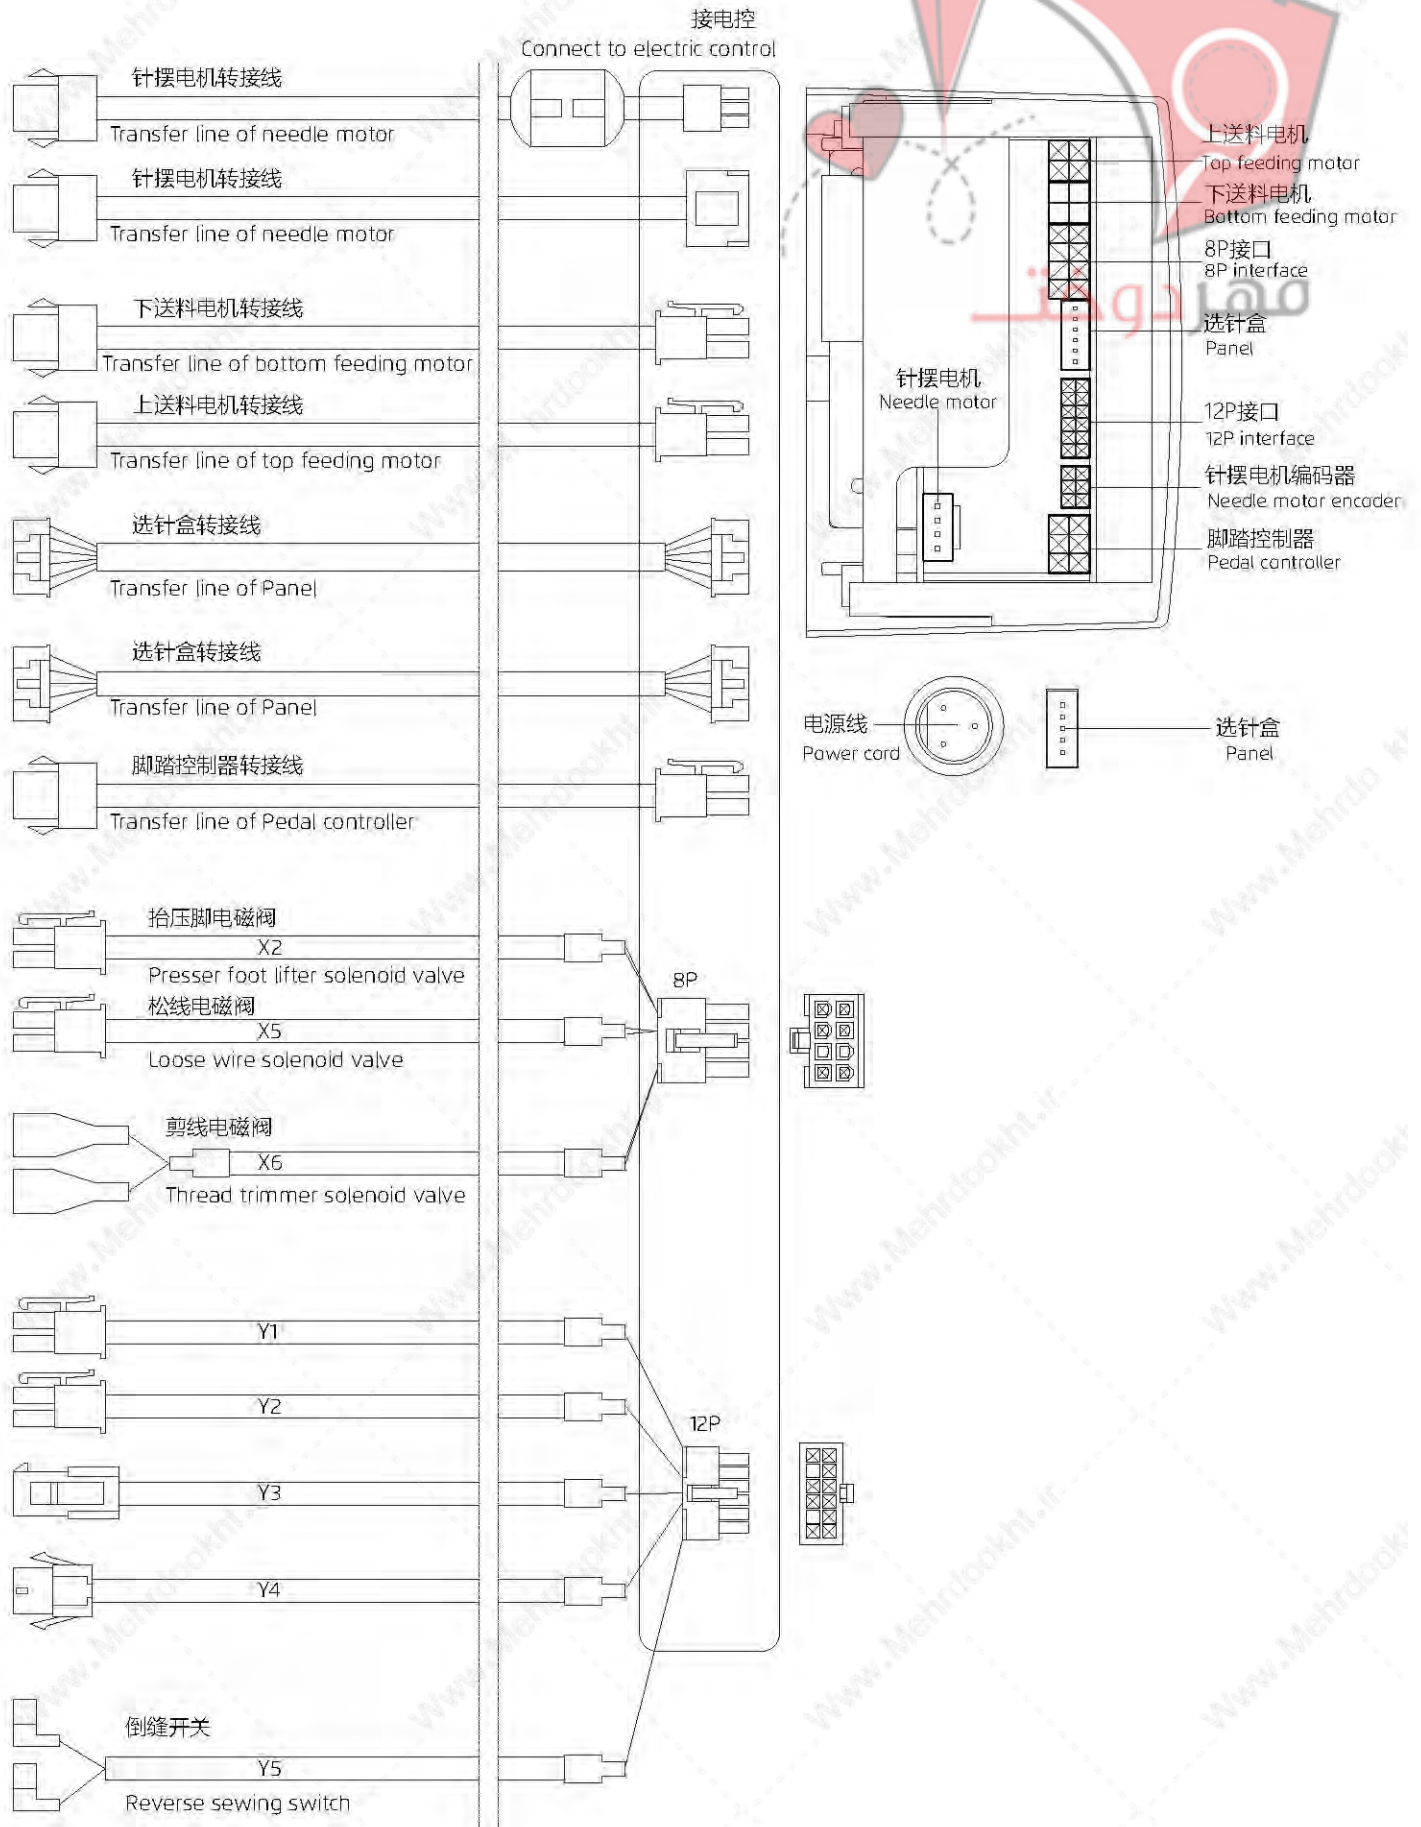 接电控
Connect to electric control
针摆电机转接线
Transfer line of needle motor
针摆电机转接线
Transfer line of needle motor
下送料电机转接线
Transfer line of bottom feeding motor
上送料电机转接线
Transfer line of top feeding motor
选针盒转接线
Transfer line of Panel
选针盒转接线
Transfer line of Panel
脚踏控制器转接线
Transfer line of Pedal controller
抬压脚电磁阀
X2
Presser foot lifter solenoid valve
松线电磁阀
X5
Loose wire solenoid valve
8P
剪线电磁阀
X6
Thread trimmer solenoid valve
Y1
Y2
12P
Y3
Y4
倒缝开关
Y5
Reverse sewing switch
上送料电机
Top feeding motor
下送料电机
Bottom feeding motor
8P接口
8P interface
مهردوخت
选针盒
Panel
针摆电机
Needle motor
12P接口
12P interface
针摆电机编码器
Needle motor encoder
脚踏控制器
Pedal controller
电源线
Power cord
选针盒
Panel
www.Mehrdookht.ir